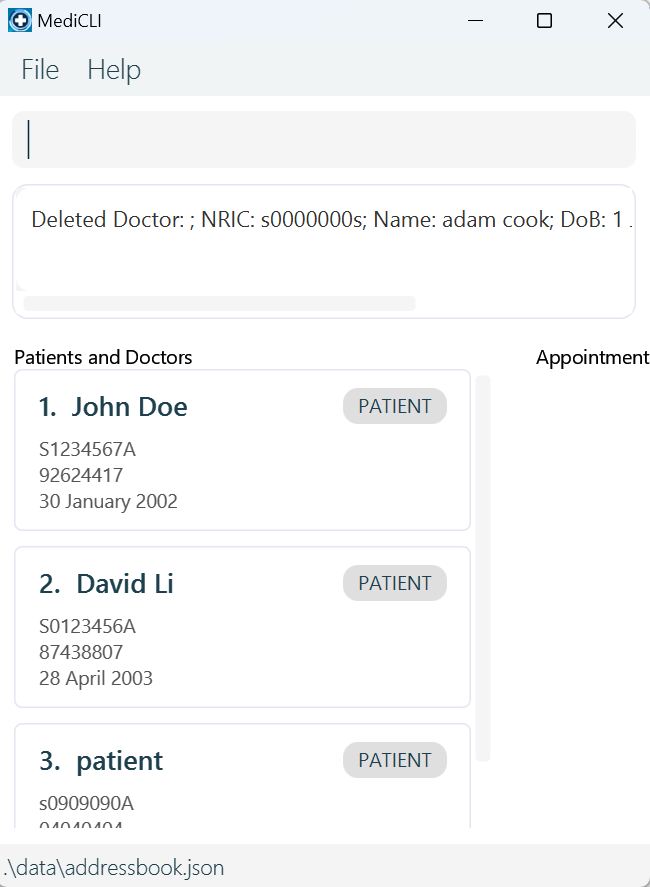 MediCLI
File Help
Deleted Doctor: ; NRIC: s0000000s; Name: adam cook; DoB: 1 .
Patients and Doctors
Appointment
1. John Doe
PATIENT
S1234567A
92624417
30 January 2002
2. David Li
PATIENT
S0123456A
87438807
28 April 2003
3. patient
PATIENT
s0909090A
04040404
.\data\addressbook.json